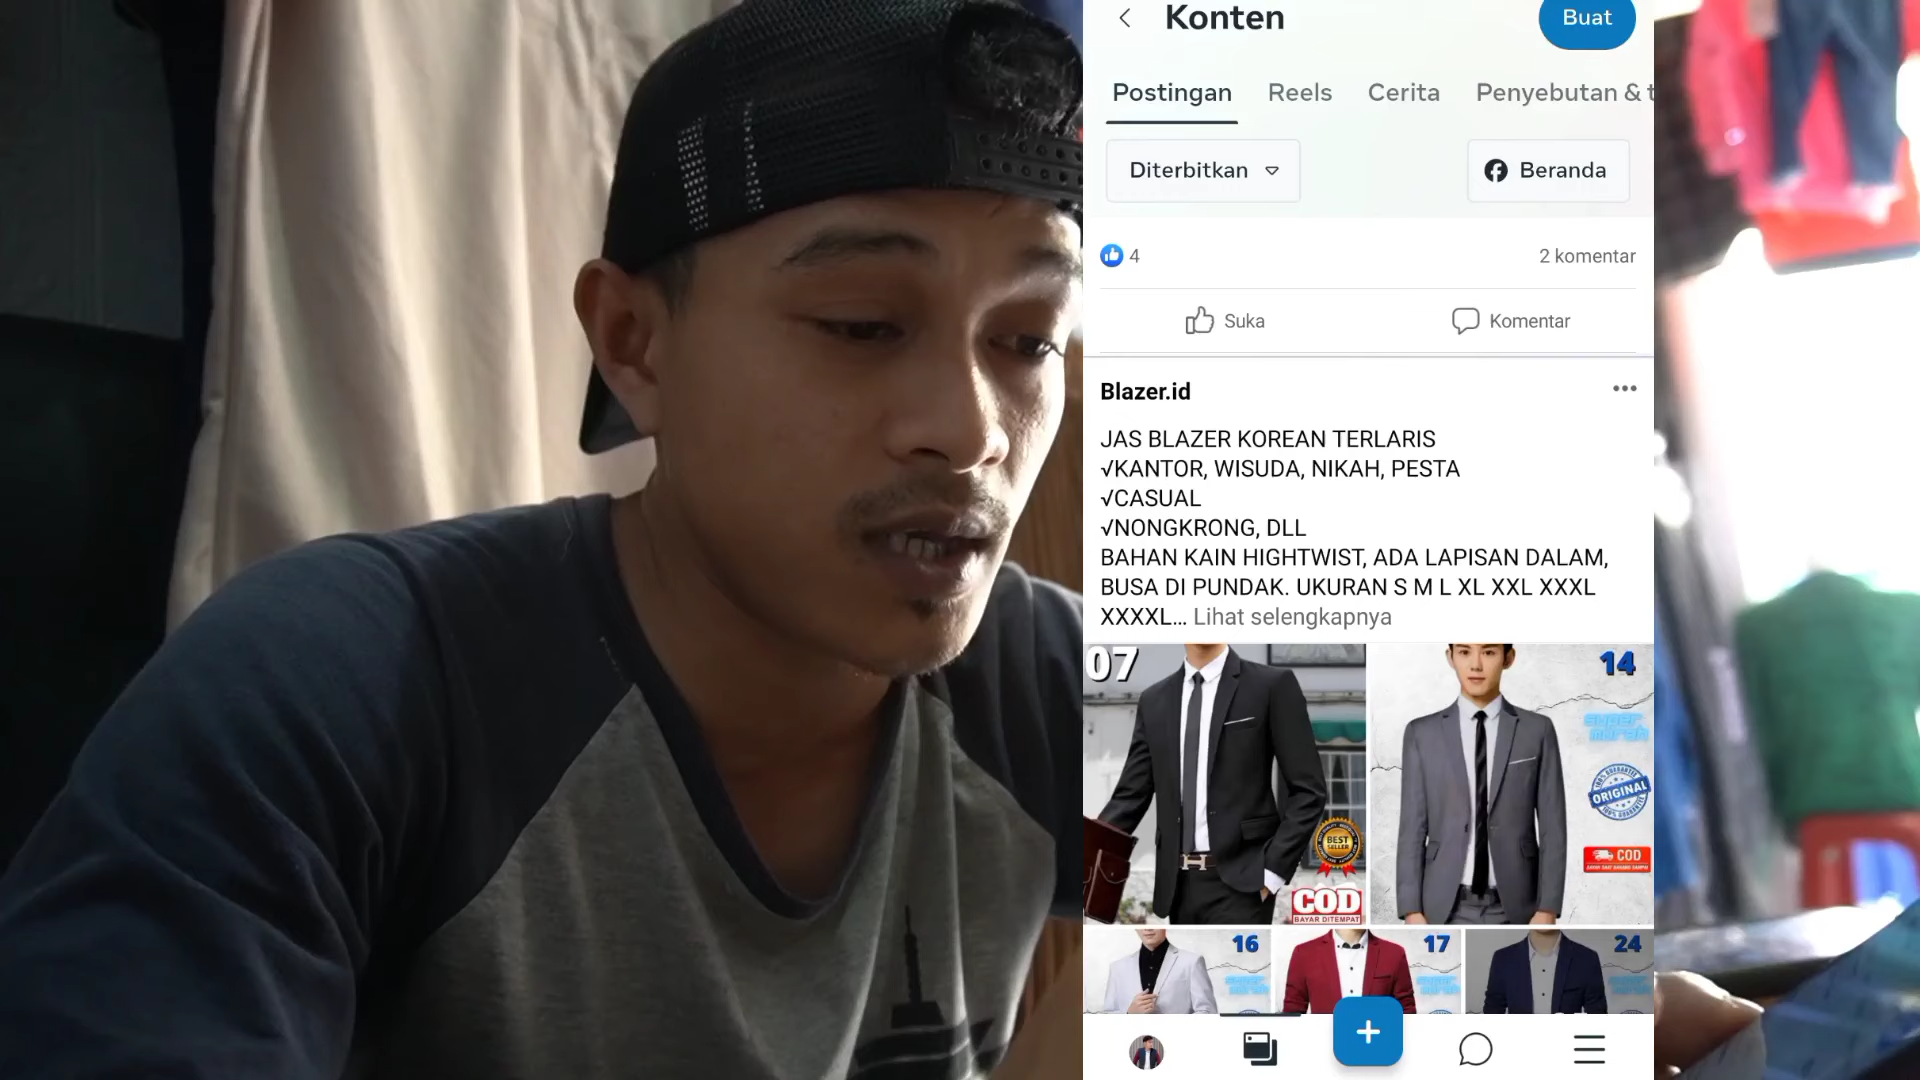 Konten
Buat
Postingan
Reels
Cerita
Penyebutan & t
Diterbitkan
Beranda
4
2 komentar
Suka
Komentar
Blazer.id
JAS BLAZER KOREAN TERLARIS
√KANTOR, WISUDA, NIKAH, PESTA
√CASUAL
√NONGKRONG, DLL
BAHAN KAIN HIGHTWIST, ADA LAPISAN DALAM,
BUSA DI PUNDAK. UKURAN S M L XL XXL XXXL
XXXXL... Lihat selengkapnya
07
BEST
SELLER
COD
BAYAR DITEMPAT
14
super
murah
ORIGINAL
COD
16
17
24